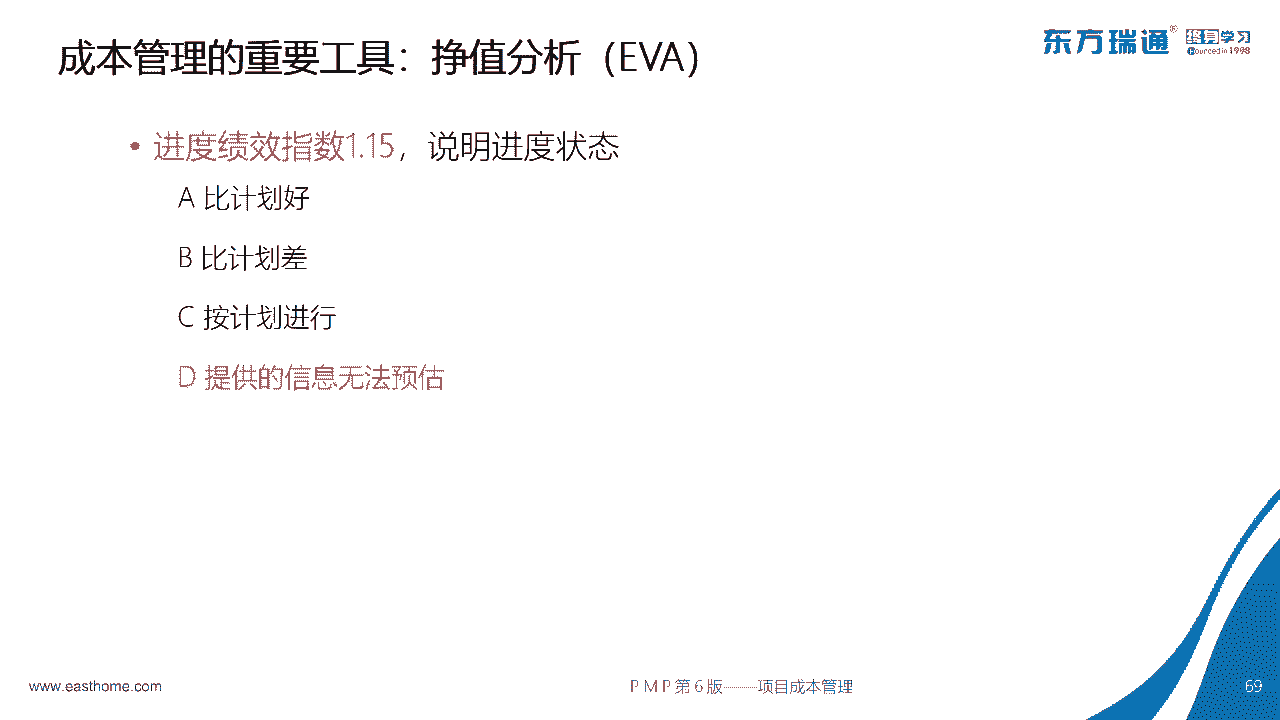 成本管理的重要工具：挣值分析（EVA）
东方瑞通® 终身学习
Sourced in 1998
• 进度绩效指数1.15，说明进度状态
A 比计划好
B 比计划差
C 按计划进行
D 提供的信息无法预估
www.easthome.com
PMP第6版——项目成本管理
69